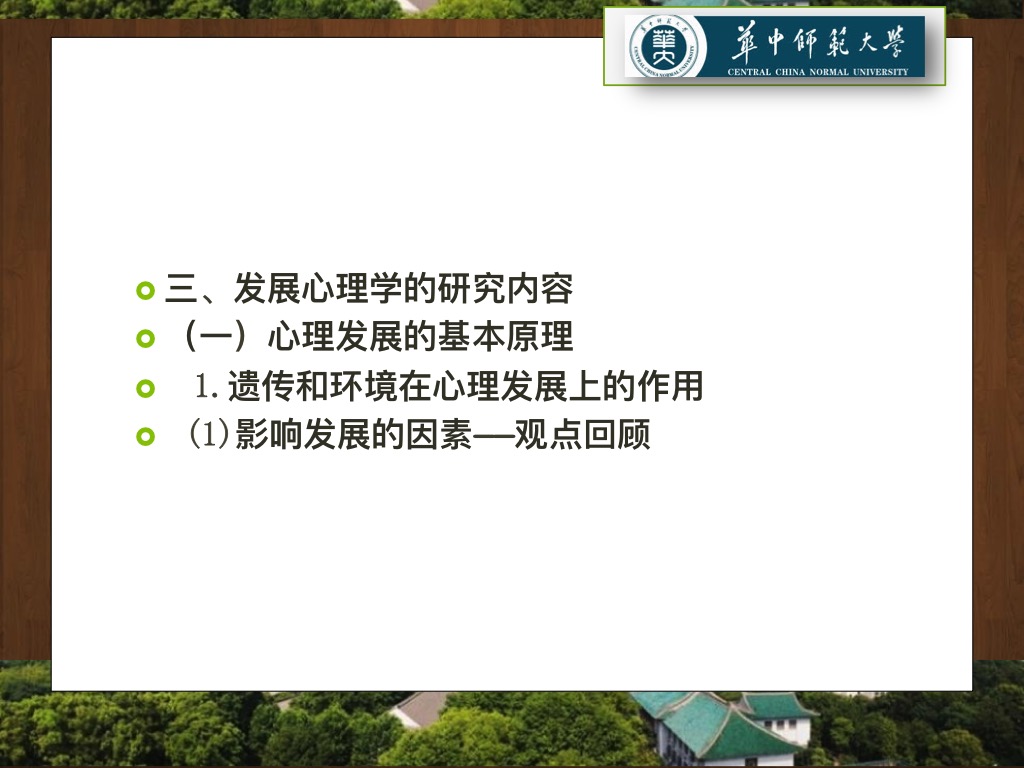 華中師範大學
CENTRAL CHINA NORMAL UNIVERSITY
三、发展心理学的研究内容
（一）心理发展的基本原理
1.遗传和环境在心理发展上的作用
(1)影响发展的因素——观点回顾